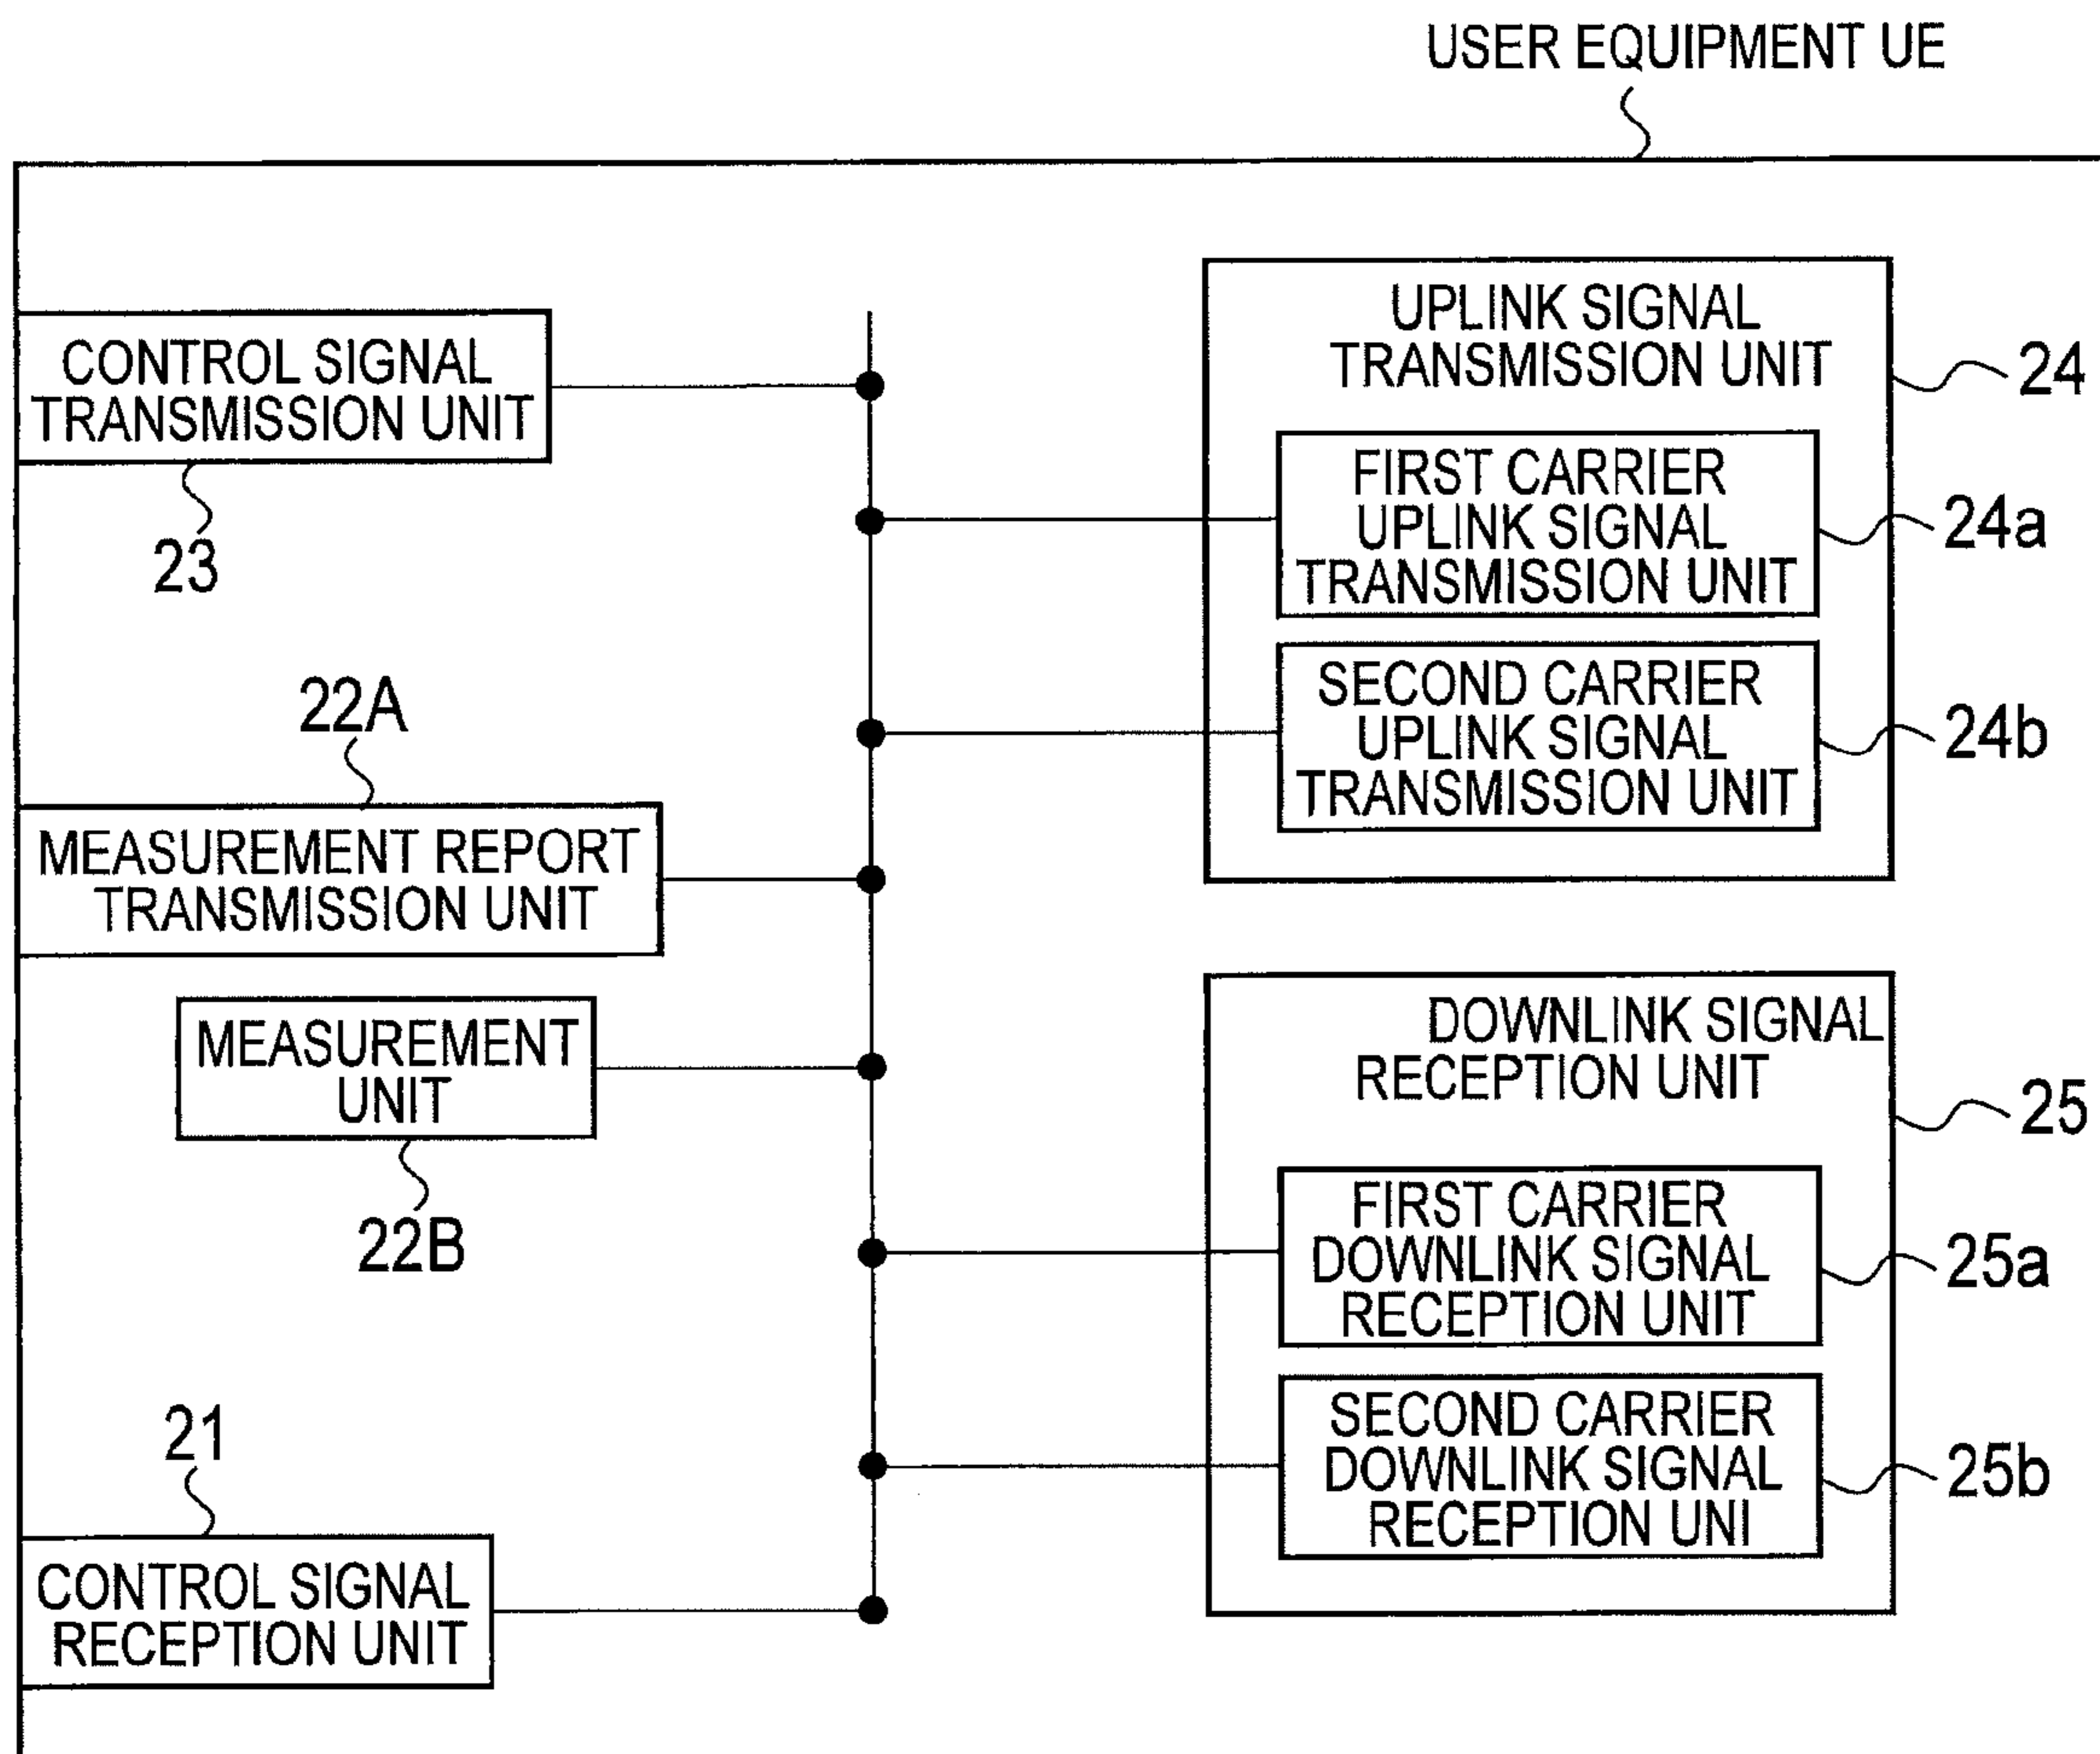 USER EQUIPMENT UE
UPLINK SIGNAL
TRANSMISSION UNIT
24
CONTROL SIGNAL
TRANSMISSION UNIT
23
FIRST CARRIER
UPLINK SIGNAL
TRANSMISSION UNIT
24a
SECOND CARRIER
UPLINK SIGNAL
TRANSMISSION UNIT
24b
22A
MEASUREMENT REPORT
TRANSMISSION UNIT
MEASUREMENT
UNIT
22B
DOWNLINK SIGNAL
RECEPTION UNIT
25
FIRST CARRIER
DOWNLINK SIGNAL
RECEPTION UNIT
25a
SECOND CARRIER
DOWNLINK SIGNAL
RECEPTION UNI
25b
21
CONTROL SIGNAL
RECEPTION UNIT